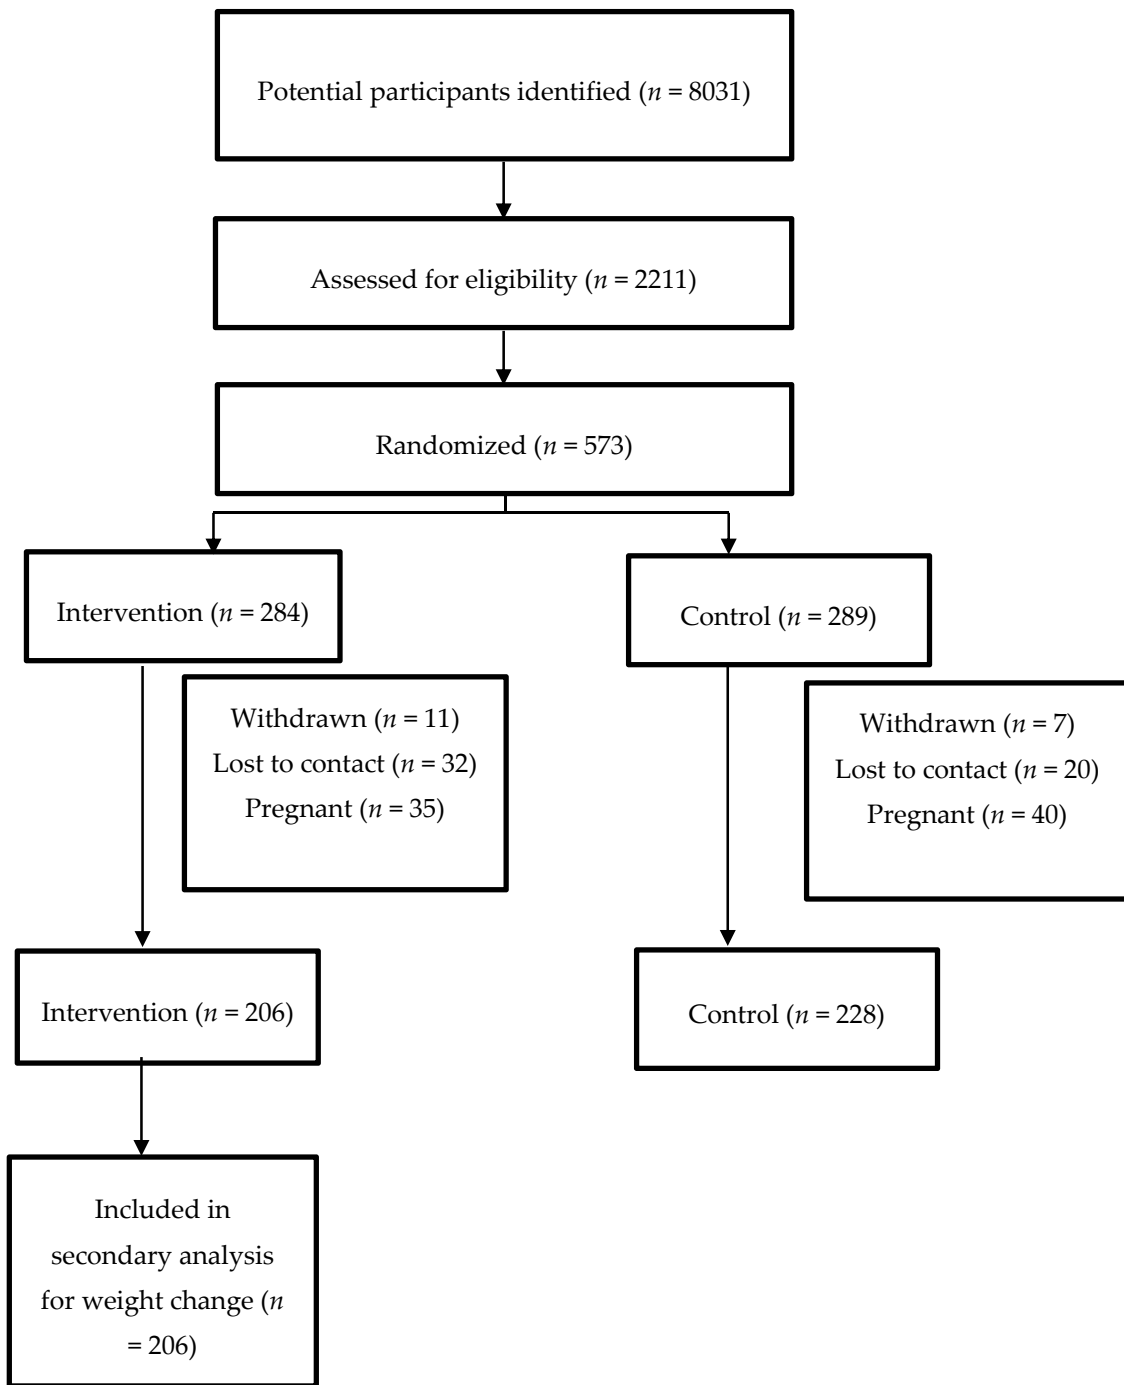 Potential participants identified (n = 8031)
Assessed for eligibility (n = 2211)
Randomized (n = 573)
Intervention (n = 284)
Control (n = 289)
Withdrawn (n = 11)
Lost to contact (n = 32)
Pregnant (n = 35)
Withdrawn (n = 7)
Lost to contact (n = 20)
Pregnant (n = 40)
Intervention (n = 206)
Control (n = 228)
Included in
secondary analysis
for weight change (n
= 206)